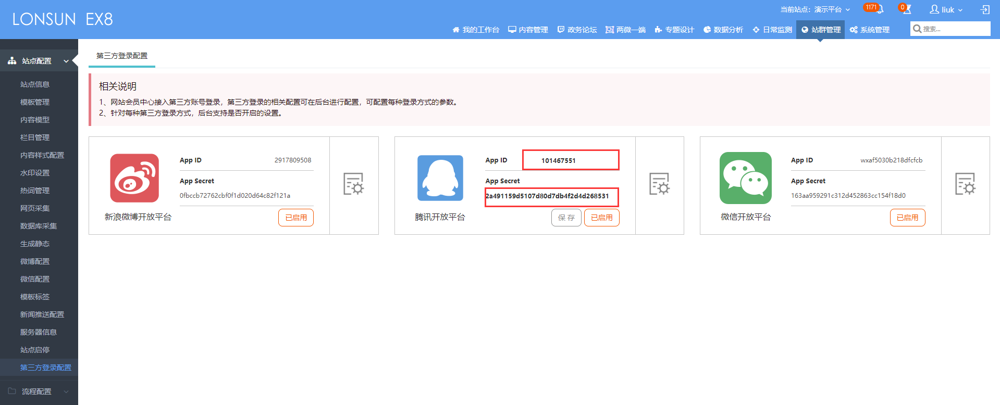 LONSUN EX8
当前站点：演示平台
1171
0
liuk
我的工作台
内容管理
政务论坛
两微一端
专题设计
数据分析
日常监测
站群管理
系统管理
搜索...
站点配置
站点信息
模板管理
内容模型
栏目管理
内容样式配置
水印设置
热词管理
网页采集
数据库采集
生成静态
微博配置
微信配置
模板标签
新闻推送配置
服务器信息
站点启停
第三方登录配置
流程配置
第三方登录配置
相关说明
1、网站会员中心接入第三方账号登录，第三方登录的相关配置可在后台进行配置，可配置每种登录方式的参数。
2、针对每种第三方登录方式，后台支持是否开启的设置。
App ID 2917809508
App Secret
0fbccb72762cbf0f1d020d64c82f121a
新浪微博开放平台
已启用
App ID 101467551
App Secret
2a491159d5107d80d7db4f2d4d268531
腾讯开放平台
保存
已启用
App ID wxaf5030b218dfcfcb
App Secret
163aa959291c312d452863cc154f18d0
微信开放平台
已启用